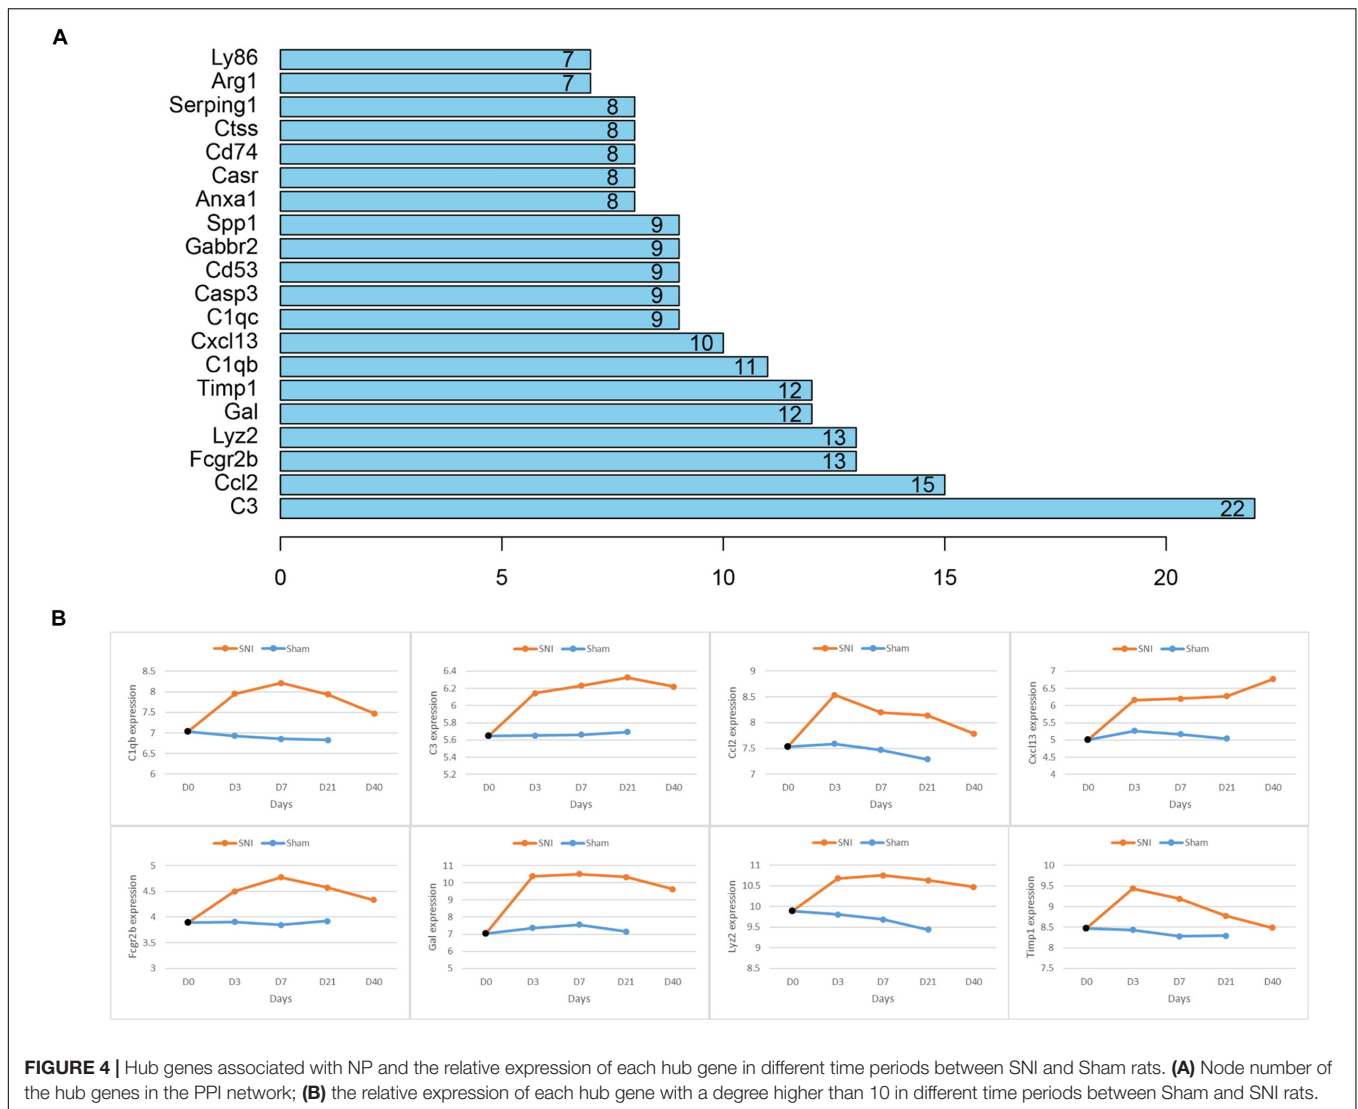 A
Ly86 7
Arg1 7
Serping1 8
Ctss 8
Cd74 8
Casr 8
Anxa1 8
Spp1 9
Gabbr2 9
Cd53 9
Casp3 9
C1qc 9
Cxcl13 10
C1qb 11
Timp1 12
Gal 12
Lyz2 13
Fcgr2b 13
Ccl2 15
C3 22
0 5 10 15 20
B
SNI Sham
8.5
8
7.5
7
6.5
6
C1qb expression
D0 D3 D7 D21 D40
Days
SNI Sham
6.4
6.2
6
5.8
5.6
5.4
5.2
C3 expression
D0 D3 D7 D21 D40
Days
SNI Sham
9
8.5
8
7.5
7
Ccl2 expression
D0 D3 D7 D21 D40
Days
SNI Sham
7
6.5
6
5.5
5
4.5
4
Cxcl13 expression
D0 D3 D7 D21 D40
Days
SNI Sham
5
4.5
4
3.5
3
Fcgr2b expression
D0 D3 D7 D21 D40
Days
SNI Sham
11
10
9
8
7
6
5
Gal expression
D0 D3 D7 D21 D40
Days
SNI Sham
11
10.5
10
9.5
9
8.5
Lyz2 expression
D0 D3 D7 D21 D40
Days
SNI Sham
10
9.5
9
8.5
8
7.5
Timp1 expression
D0 D3 D7 D21 D40
Days
FIGURE 4 | Hub genes associated with NP and the relative expression of each hub gene in different time periods between SNI and Sham rats. (A) Node number of
the hub genes in the PPI network; (B) the relative expression of each hub gene with a degree higher than 10 in different time periods between Sham and SNI rats.